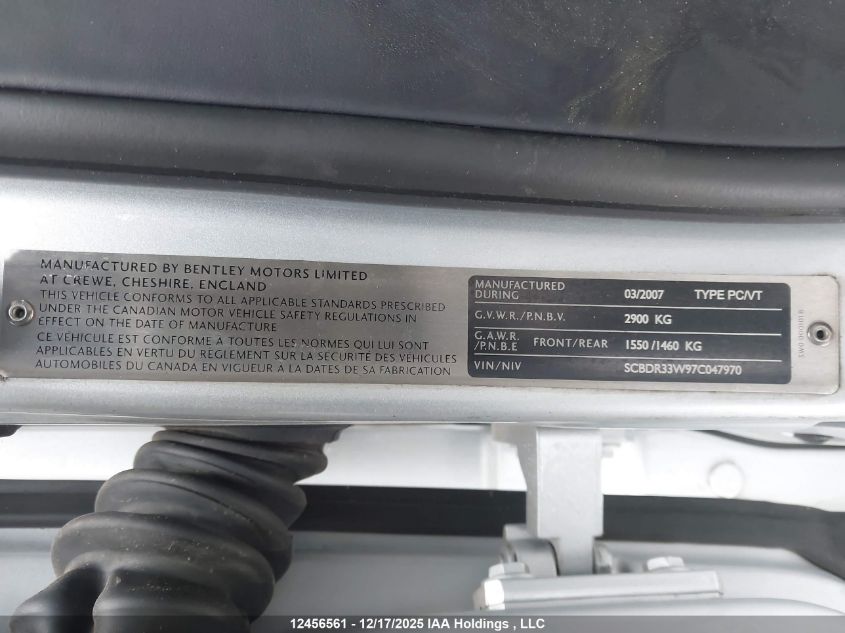 MANUFACTURED BY BENTLEY MOTORS LIMITED
AT CREWE, CHESHIRE, ENGLAND
THIS VEHICLE CONFORMS TO ALL APPLICABLE STANDARDS PRESCRIBED
UNDER THE CANADIAN MOTOR VEHICLE SAFETY REGULATIONS IN
EFFECT ON THE DATE OF MANUFACTURE
CE VÉHICULE EST CONFORME À TOUTES LES NORMES QUI LUI SONT
APPLICABLES EN VERTU DU REGLEMENT SUR LA SECURITÉ DES VÉHICULES
AUTOMOBILES DU CANADA EN VIGUEUR À LA DATES DE SA FABRICATION
MANUFACTURED
DURING 03/2007 TYPE PC/VT
G.V.W.R./P.N.B.V. 2900 KG
G.A.W.R.
/P.N.B.E FRONT/REAR 1550/1460 KG
VIN/NIV SCBDR33W97C047970
12456561 - 12/17/2025 IAA Holdings , LLC